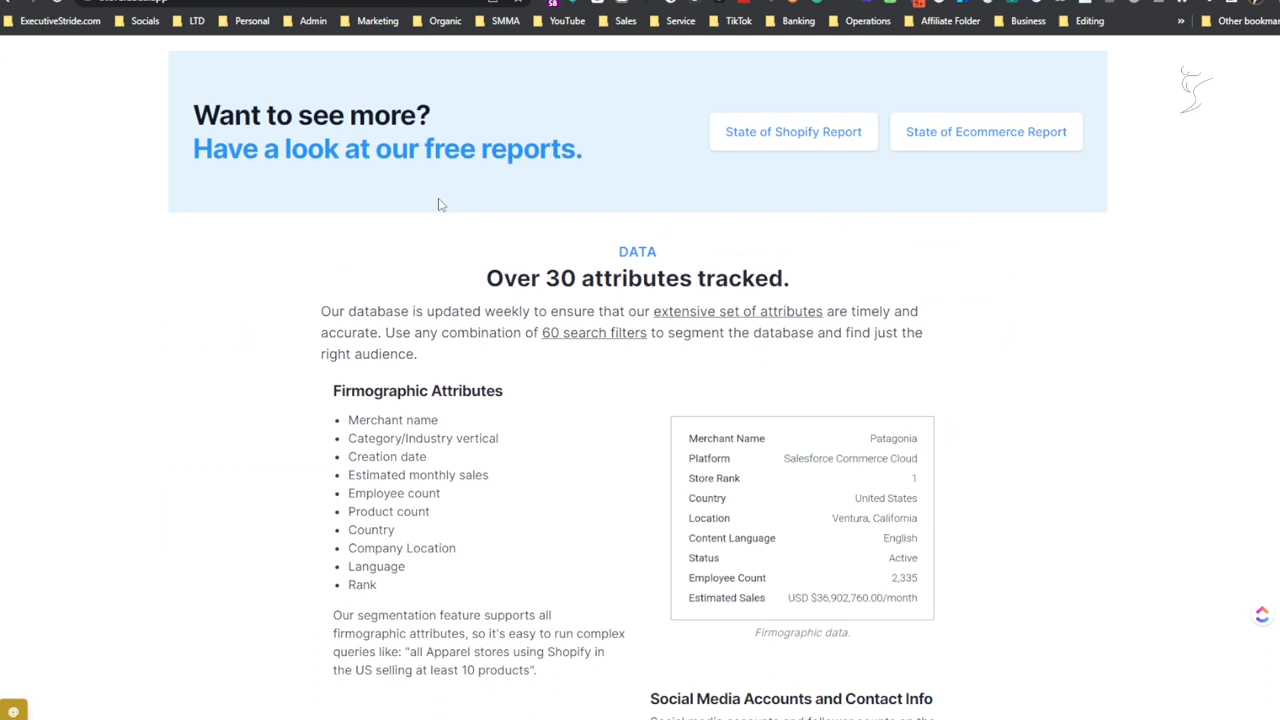 ExecutiveStride.com Socials LTD Personal Admin Marketing Organic SMMA YouTube Sales Service TikTok Banking Operations Affiliate Folder Business Editing » Other bookmar
Want to see more?
Have a look at our free reports.
State of Shopify Report
State of Ecommerce Report
DATA
Over 30 attributes tracked.
Our database is updated weekly to ensure that our extensive set of attributes are timely and
accurate. Use any combination of 60 search filters to segment the database and find just the
right audience.
Firmographic Attributes
• Merchant name
• Category/Industry vertical
• Creation date
• Estimated monthly sales
• Employee count
• Product count
• Country
• Company Location
• Language
• Rank
Our segmentation feature supports all
firmographic attributes, so it's easy to run complex
queries like: "all Apparel stores using Shopify in
the US selling at least 10 products".
Merchant Name Patagonia
Platform Salesforce Commerce Cloud
Store Rank 1
Country United States
Location Ventura, California
Content Language English
Status Active
Employee Count 2,335
Estimated Sales USD $36,902,760.00/month
Firmographic data.
Social Media Accounts and Contact Info
@